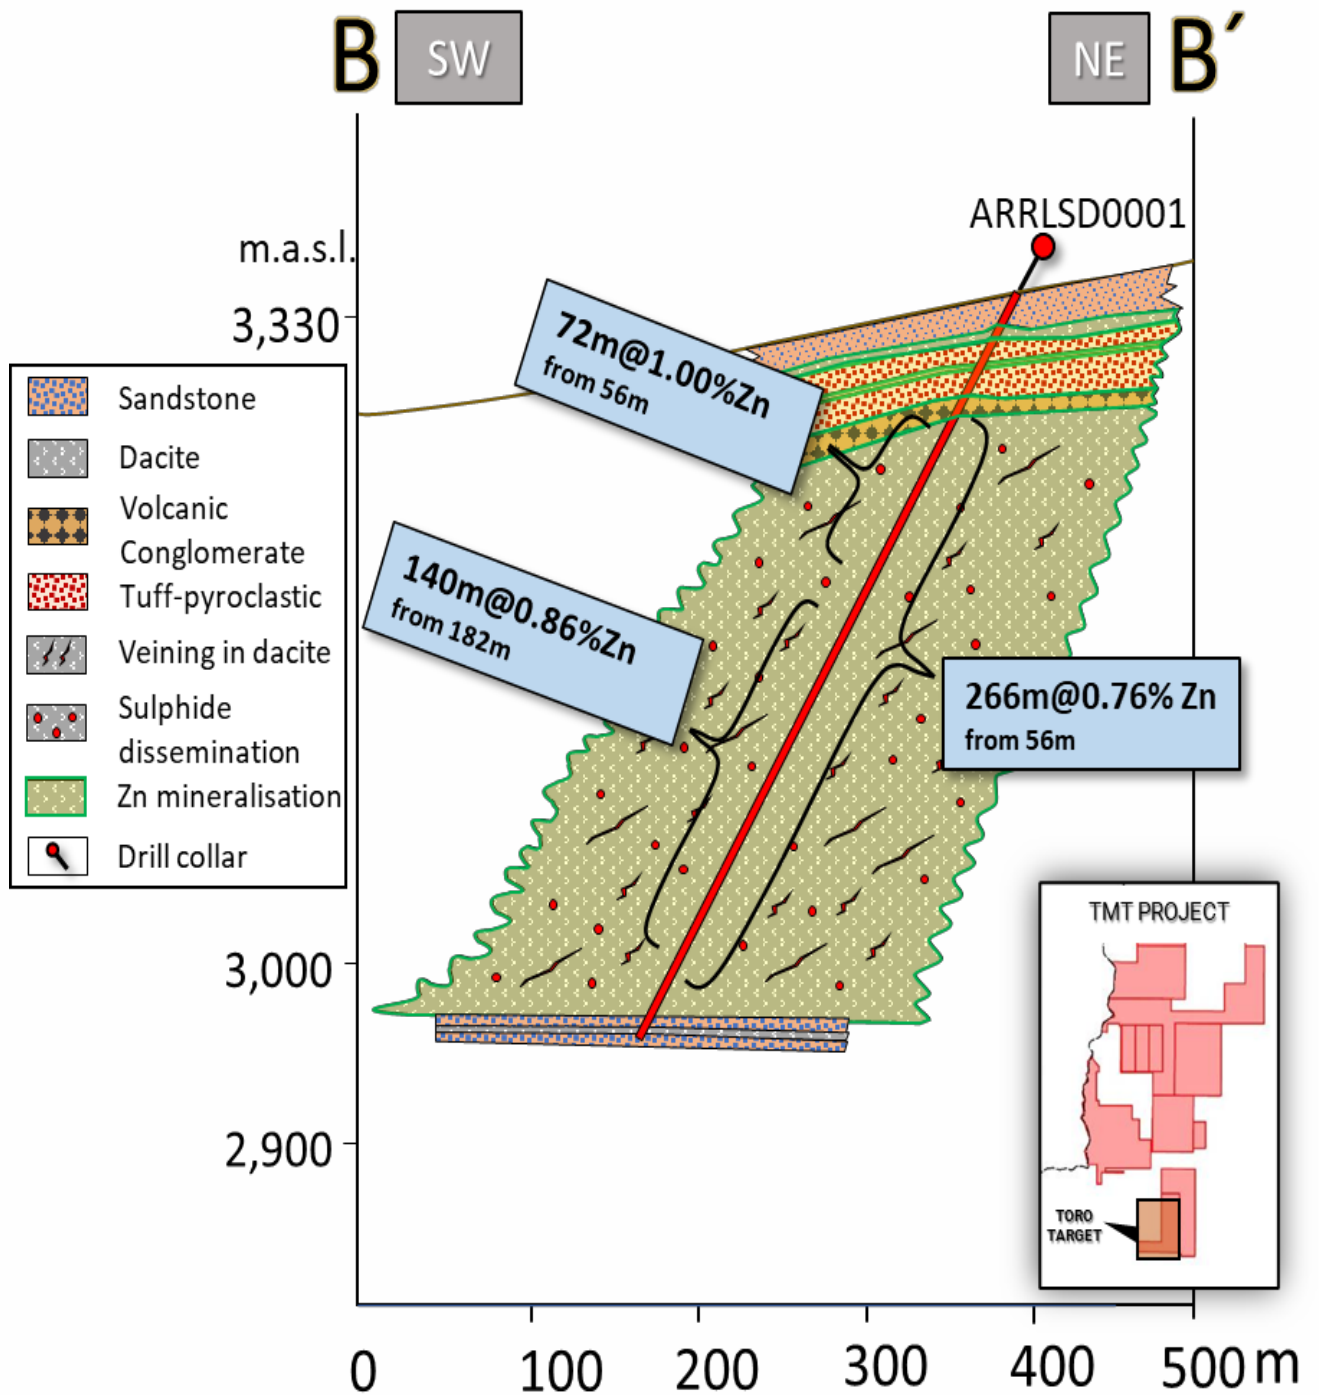 B SW NE B´
ARRLSD0001
m.a.s.l.
3,330
72m@1.00%Zn
from 56m
Sandstone
Dacite
Volcanic
Conglomerate
Tuff-pyroclastic
Veining in dacite
Sulphide
dissemination
Zn mineralisation
Drill collar
140m@0.86%Zn
from 182m
266m@0.76% Zn
from 56m
3,000
2,900
TMT PROJECT
TORO
TARGET
0 100 200 300 400 500 m